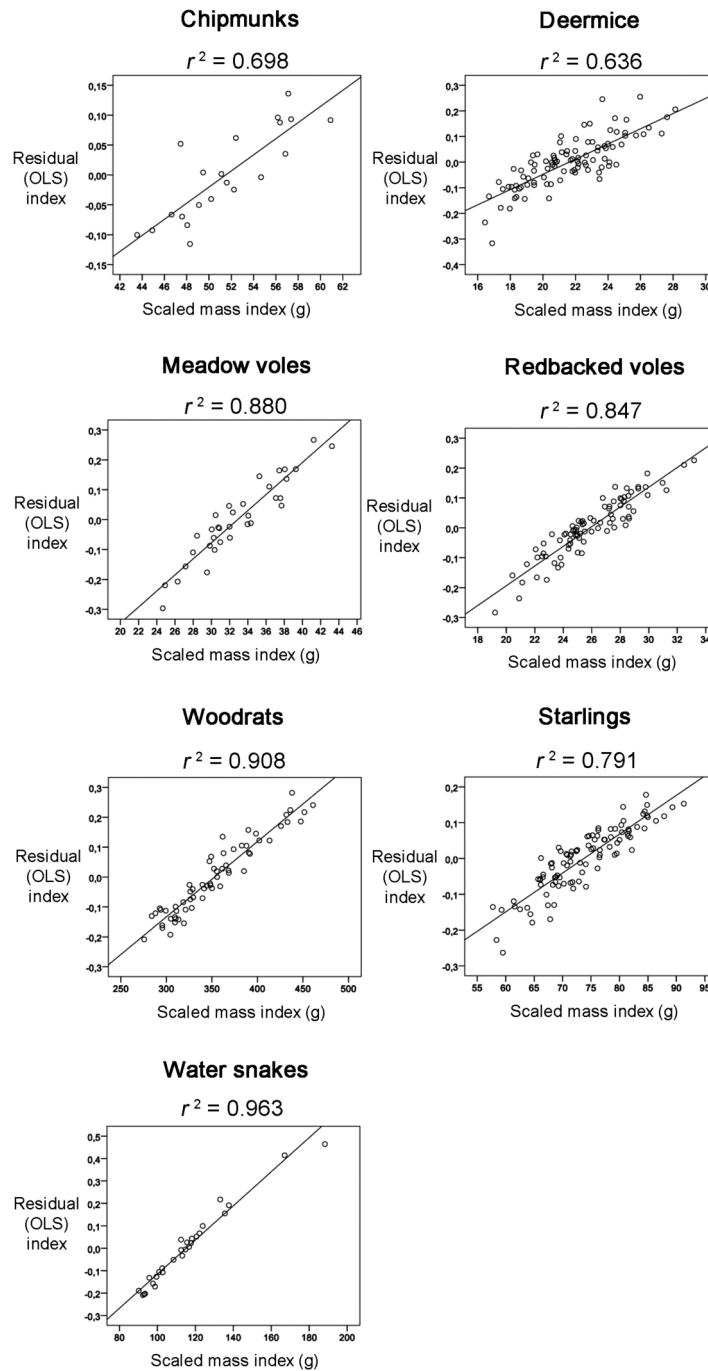 Chipmunks
r² = 0.698
0,15
0,10
0,05
0,00
-0,05
-0,10
-0,15
Residual
(OLS)
index
42 44 46 48 50 52 54 56 58 60 62
Scaled mass index (g)
Deermice
r² = 0.636
0,3
0,2
0,1
0,0
-0,1
-0,2
-0,3
-0,4
Residual
(OLS)
index
16 18 20 22 24 26 28 30
Scaled mass index (g)
Meadow voles
r² = 0.880
0,3
0,2
0,1
0,0
-0,1
-0,2
-0,3
Residual
(OLS)
index
20 22 24 26 28 30 32 34 36 38 40 42 44 46
Scaled mass index (g)
Redbacked voles
r² = 0.847
0,3
0,2
0,1
0,0
-0,1
-0,2
-0,3
Residual
(OLS)
index
18 20 22 24 26 28 30 32 34
Scaled mass index (g)
Woodrats
r² = 0.908
0,3
0,2
0,1
0,0
-0,1
-0,2
-0,3
Residual
(OLS)
index
250 300 350 400 450 500
Scaled mass index (g)
Starlings
r² = 0.791
0,2
0,1
0,0
-0,1
-0,2
-0,3
Residual
(OLS)
index
55 60 65 70 75 80 85 90 95
Scaled mass index (g)
Water snakes
r² = 0.963
0,5
0,4
0,3
0,2
0,1
0,0
-0,1
-0,2
-0,3
Residual
(OLS)
index
80 100 120 140 160 180 200
Scaled mass index (g)